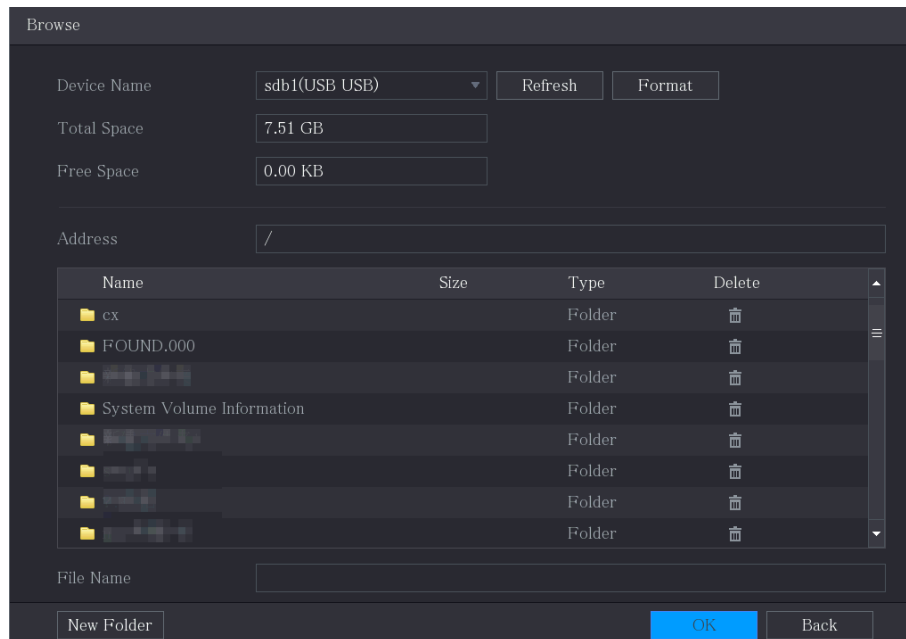 Browse
Device Name sdb1(USB USB) Refresh Format
Total Space 7.51 GB
Free Space 0.00 KB
Address /
Name Size Type Delete
cx Folder
FOUND.000 Folder
Folder
System Volume Information Folder
Folder
Folder
Folder
Folder
File Name
New Folder OK Back